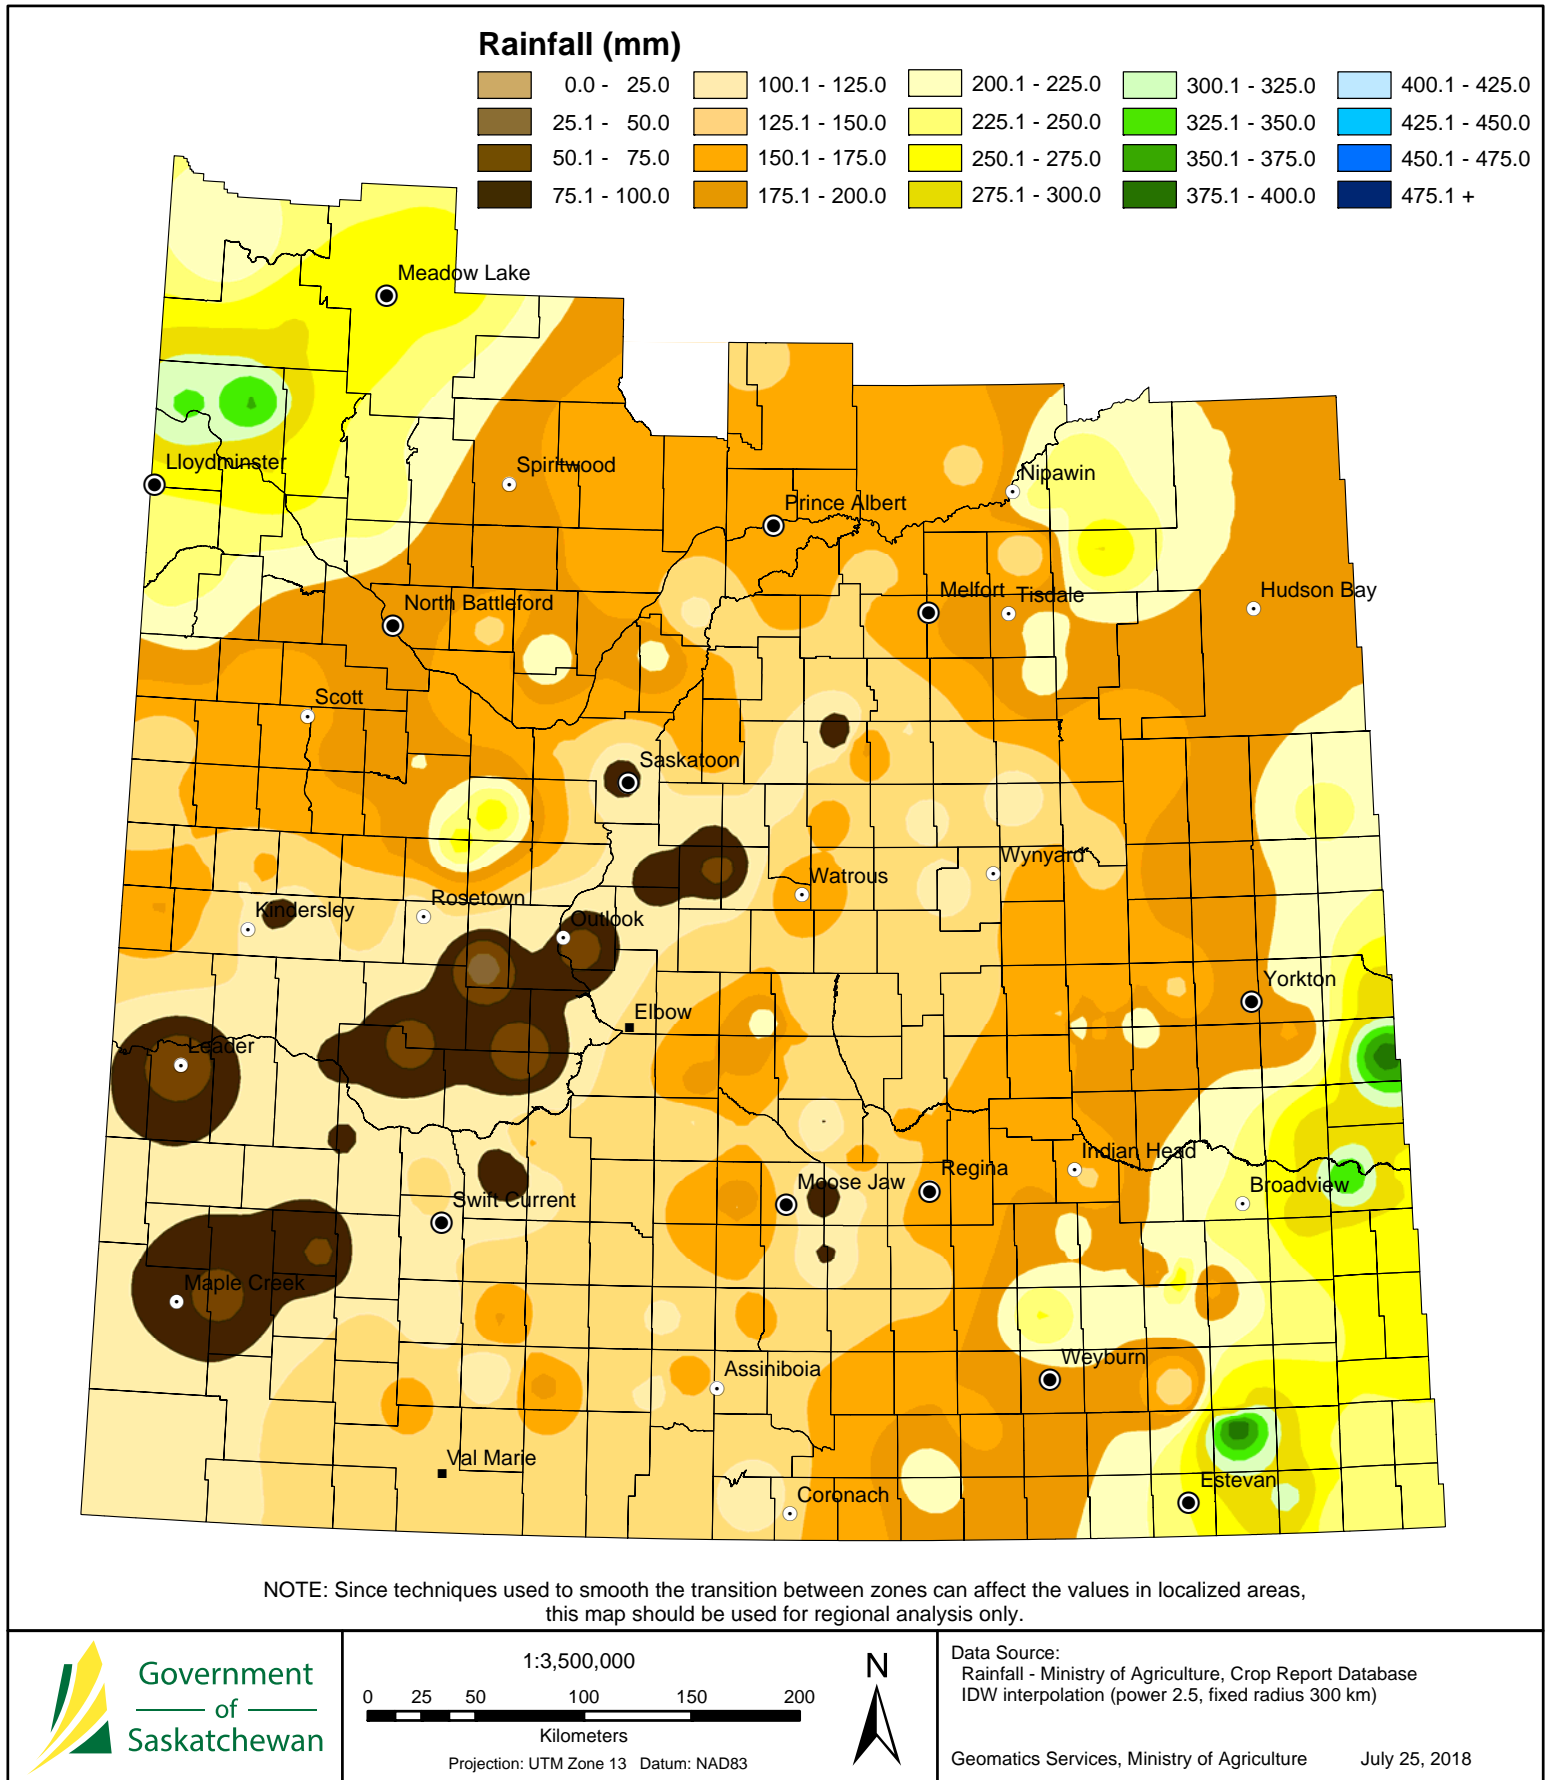 Rainfall (mm)
0.0 - 25.0
25.1 - 50.0
50.1 - 75.0
75.1 - 100.0
100.1 - 125.0
125.1 - 150.0
150.1 - 175.0
175.1 - 200.0
200.1 - 225.0
225.1 - 250.0
250.1 - 275.0
275.1 - 300.0
300.1 - 325.0
325.1 - 350.0
350.1 - 375.0
375.1 - 400.0
400.1 - 425.0
425.1 - 450.0
450.1 - 475.0
475.1 +
Meadow Lake
Lloydminster
Spiritwood
Nipawin
Prince Albert
Hudson Bay
Melfort
Tisdale
North Battleford
Scott
Saskatoon
Wynyard
Watrous
Rosetown
Kindersley
Outlook
Yorkton
Elbow
Leader
Indian Head
Regina
Moose Jaw
Broadview
Swift Current
Maple Creek
Weyburn
Assiniboia
Val Marie
Estevan
Coronach
NOTE: Since techniques used to smooth the transition between zones can affect the values in localized areas,
this map should be used for regional analysis only.
Government
of
Saskatchewan
1:3,500,000
0 25 50 100 150 200
Kilometers
Projection: UTM Zone 13 Datum: NAD83
N
Data Source:
Rainfall - Ministry of Agriculture, Crop Report Database
IDW interpolation (power 2.5, fixed radius 300 km)
Geomatics Services, Ministry of Agriculture July 25, 2018